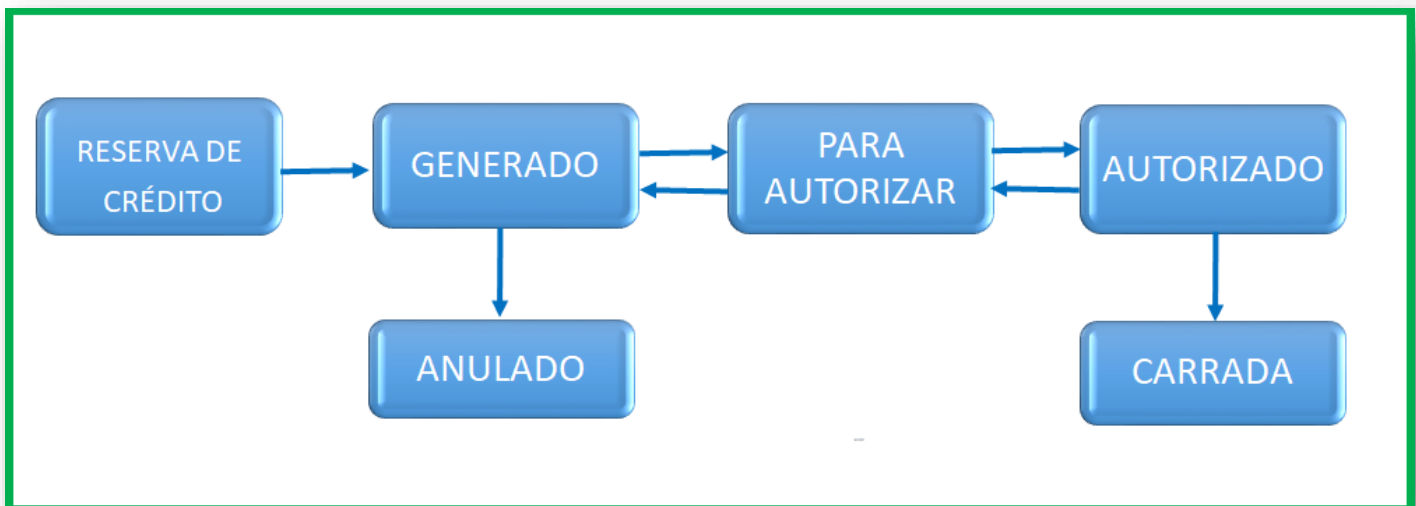 RESERVA DE
CRÉDITO
GENERADO
PARA
AUTORIZAR
AUTORIZADO
ANULADO
CARRADA